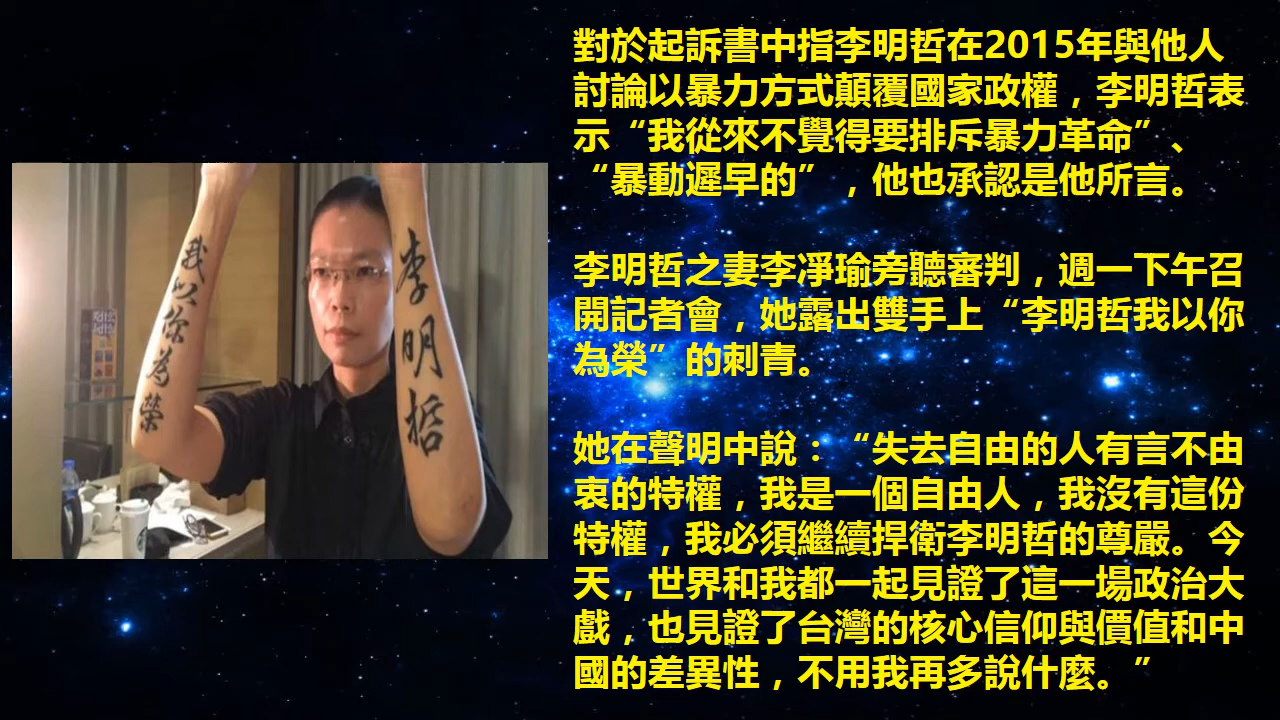 李明哲
我以你為榮
對於起訴書中指李明哲在2015年與他人
討論以暴力方式顛覆國家政權，李明哲表
示“我從來不覺得要排斥暴力革命”、
“暴動遲早的”，他也承認是他所言。
李明哲之妻李凈瑜旁聽審判，週一下午召
開記者會，她露出雙手上“李明哲我以你
為榮”的刺青。
她在聲明中說：“失去自由的人有言不由
衷的特權，我是一個自由人，我沒有這份
特權，我必須繼續捍衛李明哲的尊嚴。今
天，世界和我都一起見證了這一場政治大
戲，也見證了台灣的核心信仰與價值和中
國的差異性，不用我再多說什麼。”